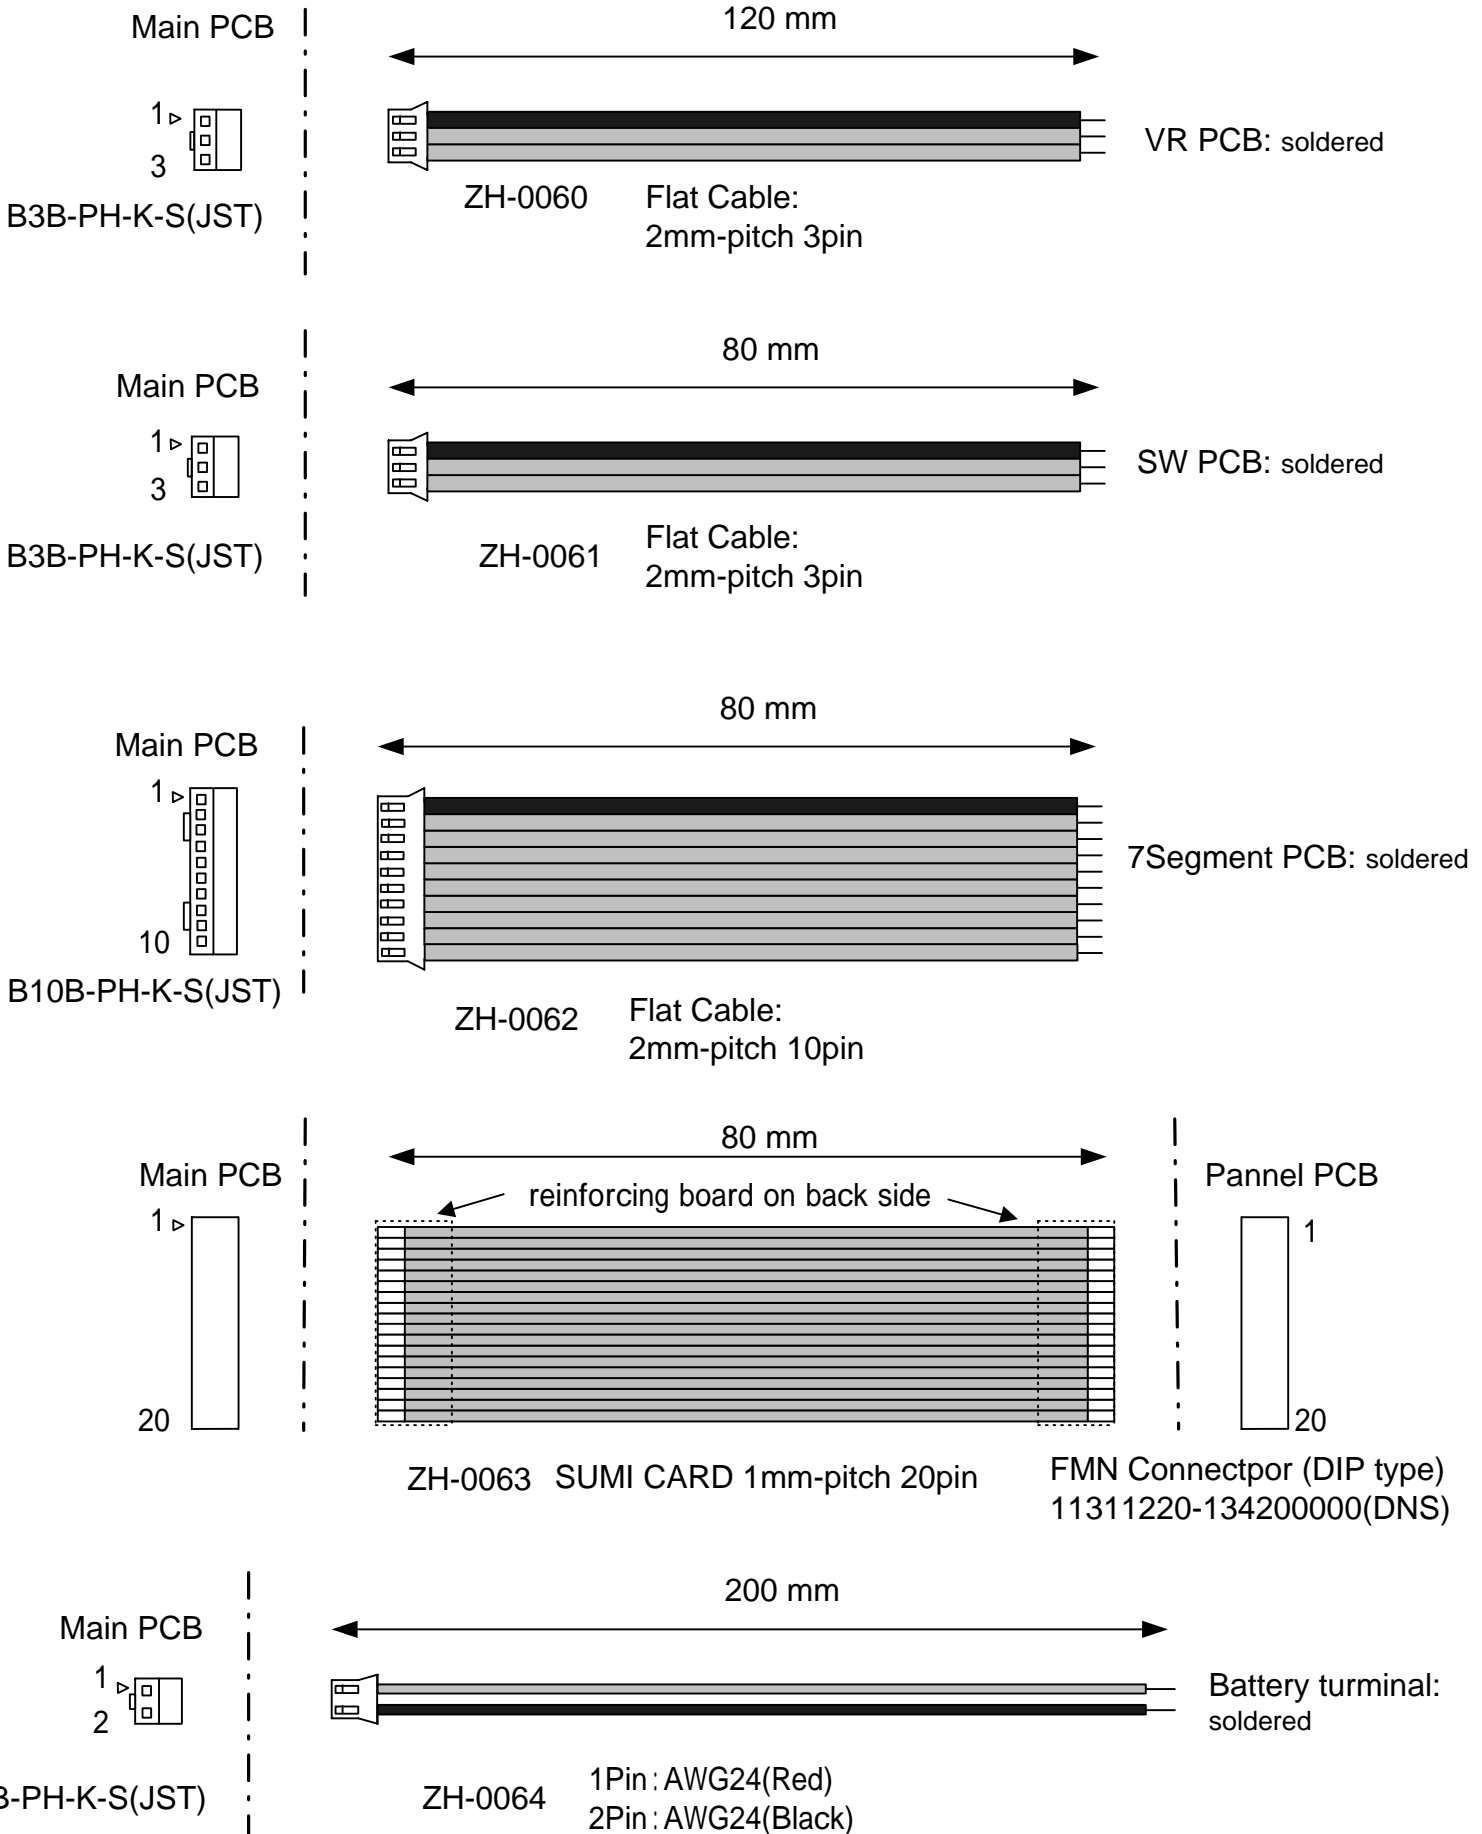 Main PCB
120 mm
1
3
VR PCB: soldered
B3B-PH-K-S(JST)
ZH-0060
Flat Cable:
2mm-pitch 3pin
80 mm
Main PCB
1
3
SW PCB: soldered
B3B-PH-K-S(JST)
ZH-0061
Flat Cable:
2mm-pitch 3pin
80 mm
Main PCB
1
10
7Segment PCB: soldered
B10B-PH-K-S(JST)
ZH-0062
Flat Cable:
2mm-pitch 10pin
80 mm
Main PCB
Pannel PCB
reinforcing board on back side
1
1
20
20
ZH-0063
SUMI CARD 1mm-pitch 20pin
FMN Connectpor (DIP type)
11311220-134200000(DNS)
200 mm
Main PCB
1
2
Battery turminal:
soldered
-PH-K-S(JST)
ZH-0064
1Pin : AWG24(Red)
2Pin : AWG24(Black)